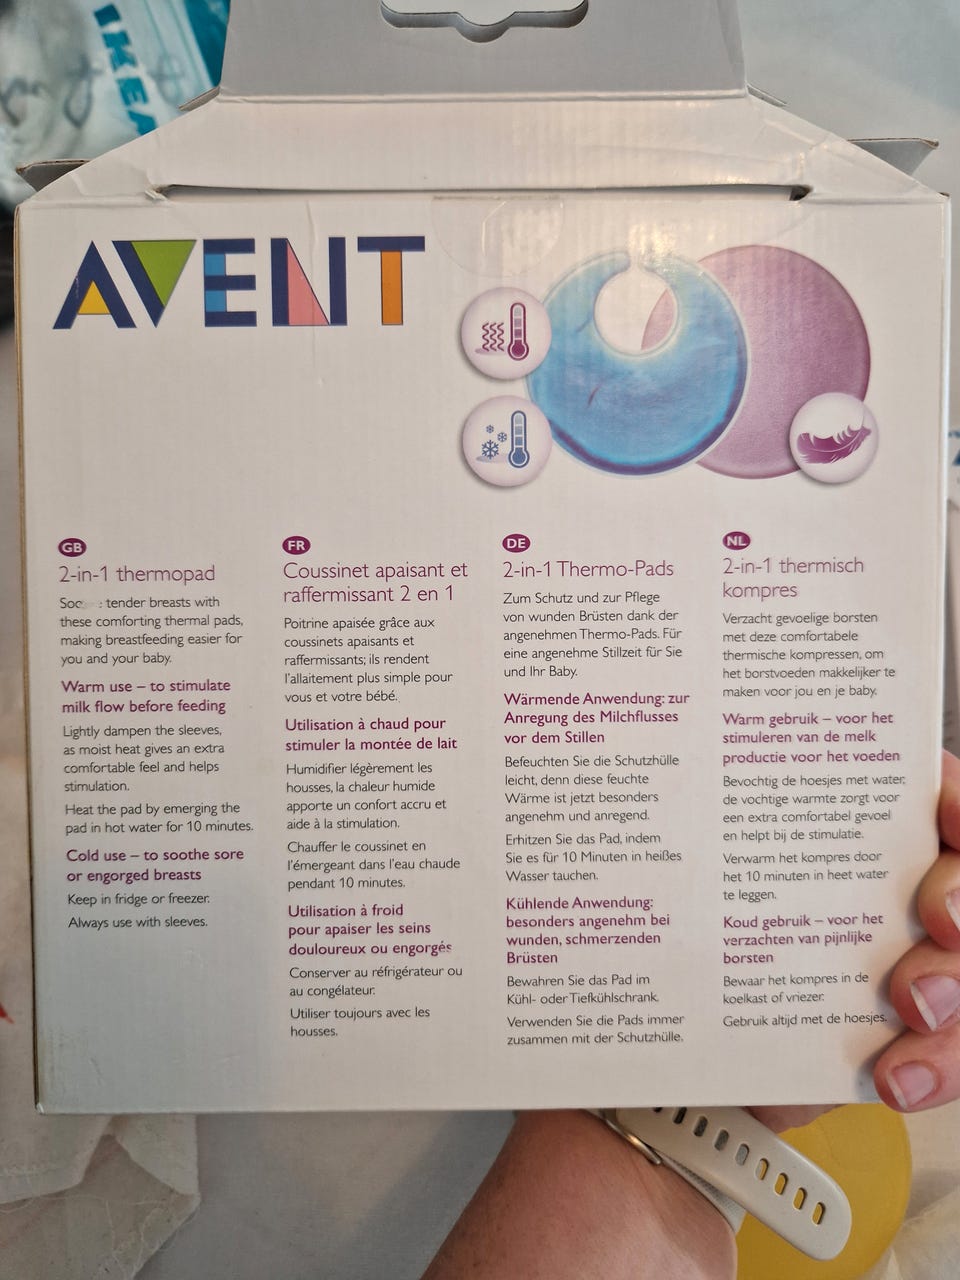 IKEA
AVENT
GB
2-in-1 thermopad
tender breasts with
these comforting thermal pads,
making breastfeeding easier for
you and your baby.
Warm use – to stimulate
milk flow before feeding
Lightly dampen the sleeves,
as moist heat gives an extra
comfortable feel and helps
stimulation.
Heat the pad by emerging the
pad in hot water for 10 minutes.
Cold use – to soothe sore
or engorged breasts
Keep in fridge or freezer.
Always use with sleeves.
FR
Coussinet apaisant et
raffermissant 2 en 1
Poitrine apaisée grâce aux
coussinets apaisants et
raffermissants; ils rendent
l'allaitement plus simple pour
vous et votre bébé.
Utilisation à chaud pour
stimuler la montée de lait
Humidifier légèrement les
housses, la chaleur humide
apporte un confort accru et
aide à la stimulation.
Chauffer le coussinet en
l'émergeant dans l'eau chaude
pendant 10 minutes.
Utilisation à froid
pour apaiser les seins
douloureux ou engorgés
Conserver au réfrigérateur ou
au congélateur.
Utiliser toujours avec les
housses.
DE
2-in-1 Thermo-Pads
Zum Schutz und zur Pflege
von wunden Brüsten dank der
angenehmen Thermo-Pads. Für
eine angenehme Stillzeit für Sie
und Ihr Baby.
Wärmende Anwendung: zur
Anregung des Milchflusses
vor dem Stillen
Befeuchten Sie die Schutzhülle
leicht, denn diese feuchte
Wärme ist jetzt besonders
angenehm und anregend.
Erhitzen Sie das Pad, indem
Sie es für 10 Minuten in heißes
Wasser tauchen.
Kühlende Anwendung:
besonders angenehm bei
wunden, schmerzenden
Brüsten
Bewahren Sie das Pad im
Kühl- oder Tiefkühlschrank.
Verwenden Sie die Pads immer
zusammen mit der Schutzhülle.
NL
2-in-1 thermisch
kompres
Verzacht gevoelige borsten
met deze comfortabele
thermische kompressen, om
het borstvoeden makkelijker te
maken voor jou en je baby.
Warm gebruik – voor het
stimuleren van de melk
productie voor het voeden
Bevochtig de hoesjes met water,
de vochtige warmte zorgt voor
een extra comfortabel gevoel
en helpt bij de stimulatie.
Verwarm het kompres door
het 10 minuten in heet water
te leggen.
Koud gebruik – voor het
verzachten van pijnlijke
borsten
Bewaar het kompres in de
koelkast of vriezer.
Gebruik altijd met de hoesjes.